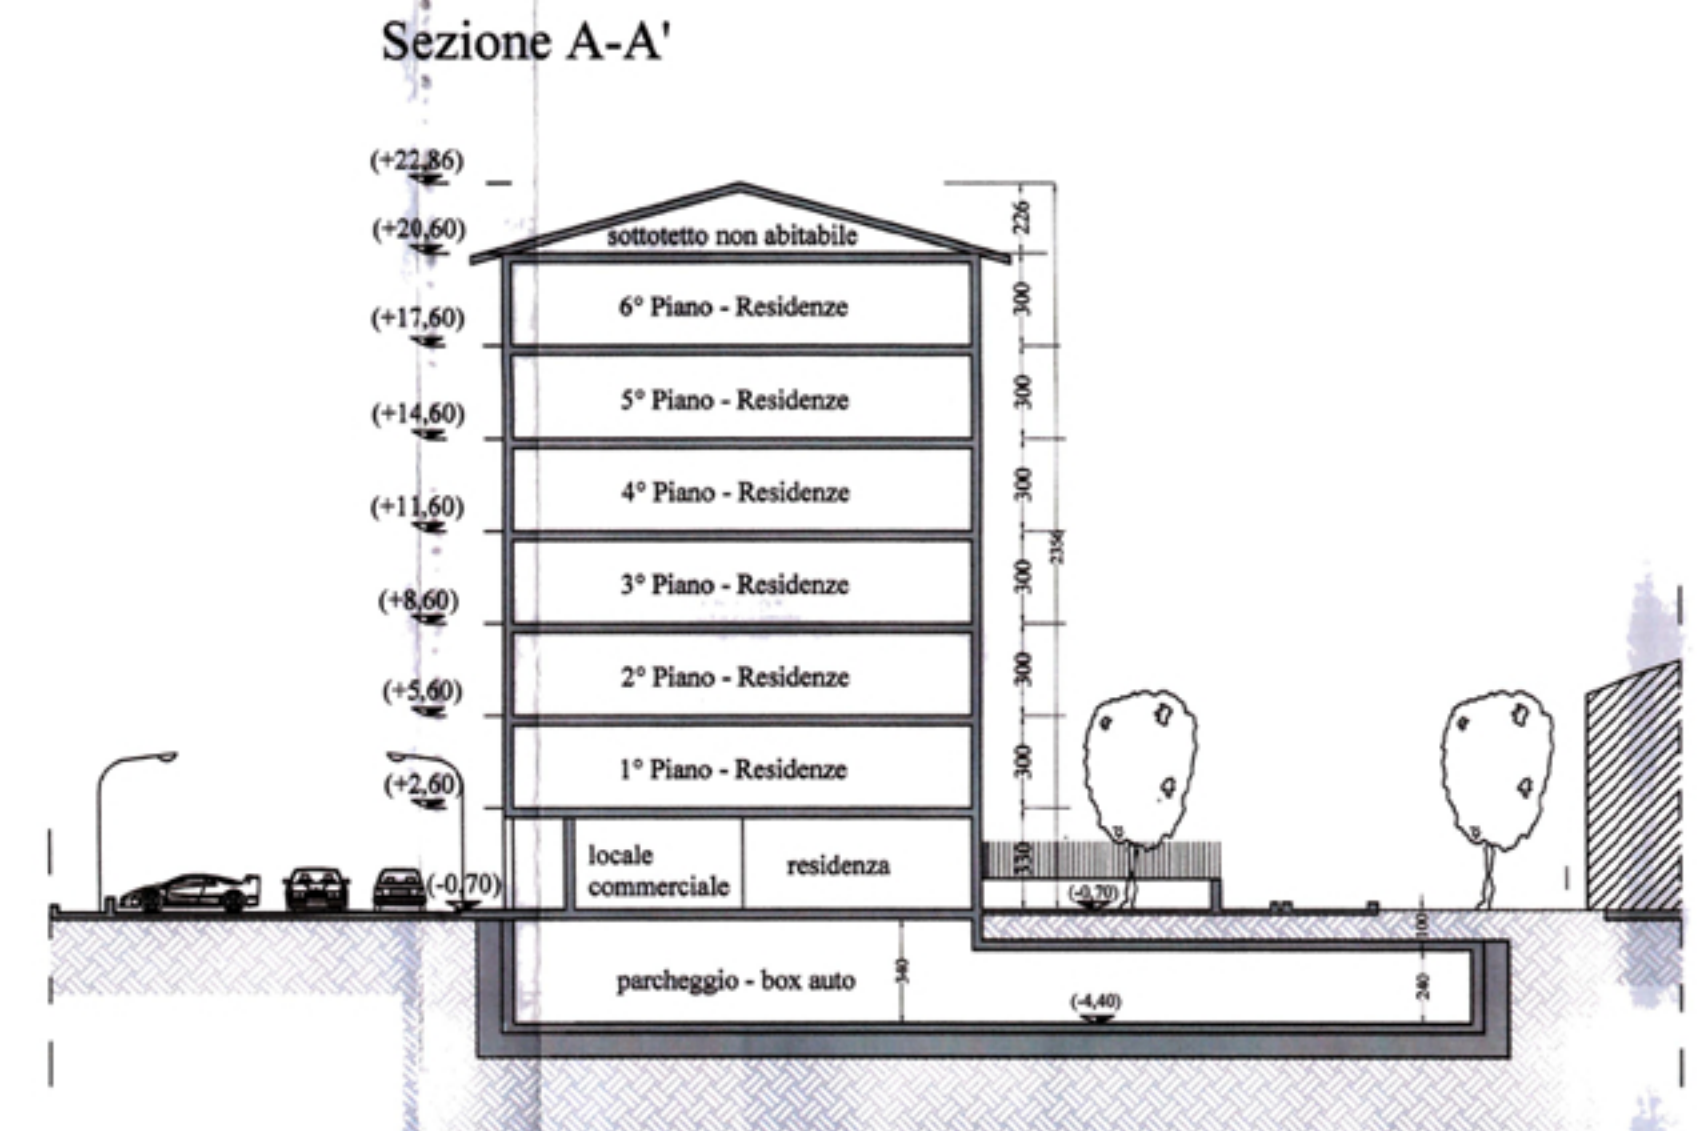 Sezione A-A'
(+22,86)
(+20,60)
sottotetto non abitabile
226
6° Piano - Residenze
300
(+17,60)
5° Piano - Residenze
300
(+14,60)
4° Piano - Residenze
300
(+11,60)
2356
3° Piano - Residenze
300
(+8,60)
2° Piano - Residenze
300
(+5,60)
1° Piano - Residenze
300
(+2,60)
locale
commerciale
residenza
330
(-0,70)
(-0,70)
100
parcheggio - box auto
340
(-4,40)
240